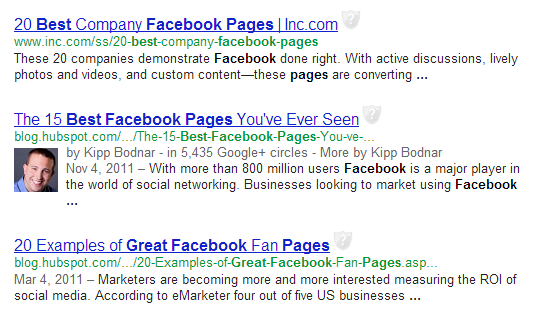 20 Best Company Facebook Pages | Inc.com
www.inc.com/ss/20-best-company-facebook-pages
These 20 companies demonstrate Facebook done right. With active discussions, lively
photos and videos, and custom content—these pages are converting ...
The 15 Best Facebook Pages You've Ever Seen
blog.hubspot.com/.../The-15-Best-Facebook-Pages-You-ve-...
by Kipp Bodnar - in 5,435 Google+ circles - More by Kipp Bodnar
Nov 4, 2011 – With more than 800 million users Facebook is a major player in
the world of social networking. Businesses looking to market using Facebook
...
20 Examples of Great Facebook Fan Pages
blog.hubspot.com/.../20-Examples-of-Great-Facebook-Fan-Pages.asp...
Mar 4, 2011 – Marketers are becoming more and more interested measuring the ROI of
social media. According to eMarketer four out of five US businesses ...